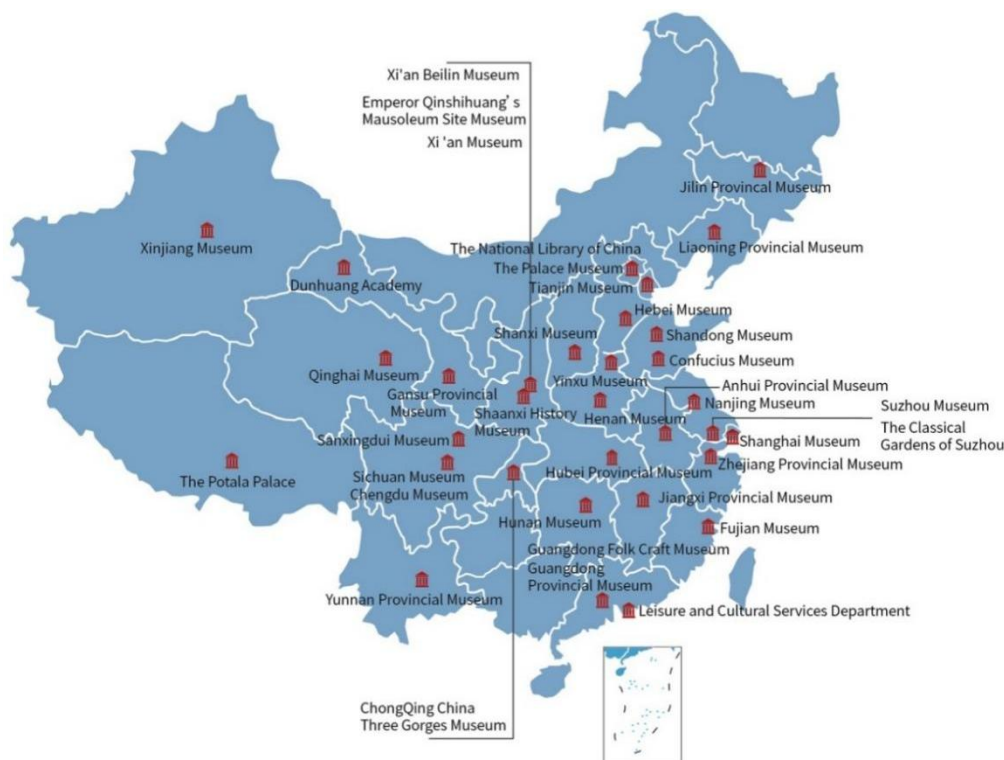 Xi'an Beilin Museum
Emperor Qinshihuang's
Mausoleum Site Museum
Xi 'an Museum
Jilin Provincal Museum
Xinjiang Museum
Liaoning Provincial Museum
The National Library of China
The Palace Museum
Dunhuang Academy
Tianjin Museum
Hebei Museum
Shanxi Museum
Shandong Museum
Qinghai Museum
Confucius Museum
Yinxu Museum
Gansu Provincial
Museum
Anhui Provincial Museum
Nanjing Museum
Shaanxi History
Museum
Henan Museum
Suzhou Museum
The Classical
Gardens of Suzhou
Sanxingdui Museum
Shanghai Museum
Zhejiang Provincial Museum
The Potala Palace
Sichuan Museum
Chengdu Museum
Hubei Provincial Museum
Jiangxi Provincial Museum
Hunan Museum
Fujian Museum
Guangdong Folk Craft Museum
Guangdong
Provincial Museum
Yunnan Provincial Museum
Leisure and Cultural Services Department
ChongQing China
Three Gorges Museum